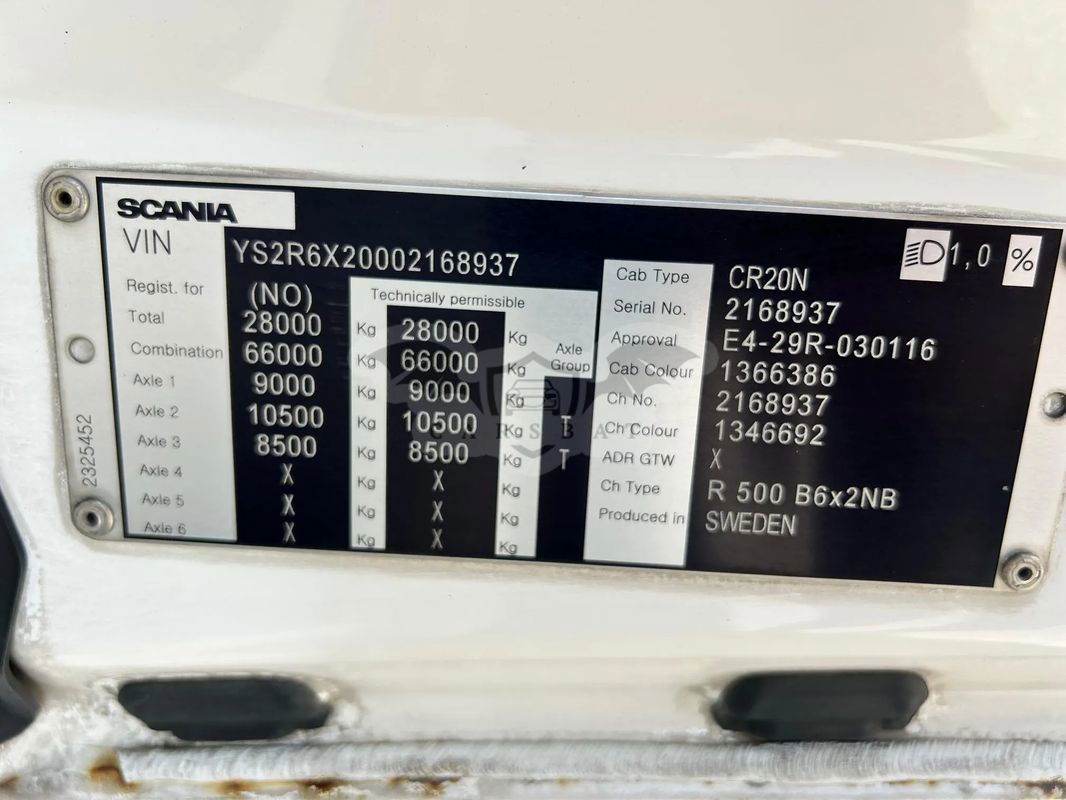 SCANIA
VIN YS2R6X20002168937
1,0 %
Regist. for (NO) Technically permissible
Total 28000 Kg 28000 Kg
Combination 66000 Kg 66000 Kg Axle Group
Axle 1 9000 Kg 9000 Kg
Axle 2 10500 Kg 10500 Kg T
Axle 3 8500 Kg 8500 Kg T
Axle 4 X Kg X Kg
Axle 5 X Kg X Kg
Axle 6 X Kg X Kg
Cab Type CR20N
Serial No. 2168937
Approval E4-29R-030116
Cab Colour 1366386
Ch No. 2168937
Ch Colour 1346692
ADR GTW X
Ch Type R 500 B6x2NB
Produced in SWEDEN
2325452
CARSBAT